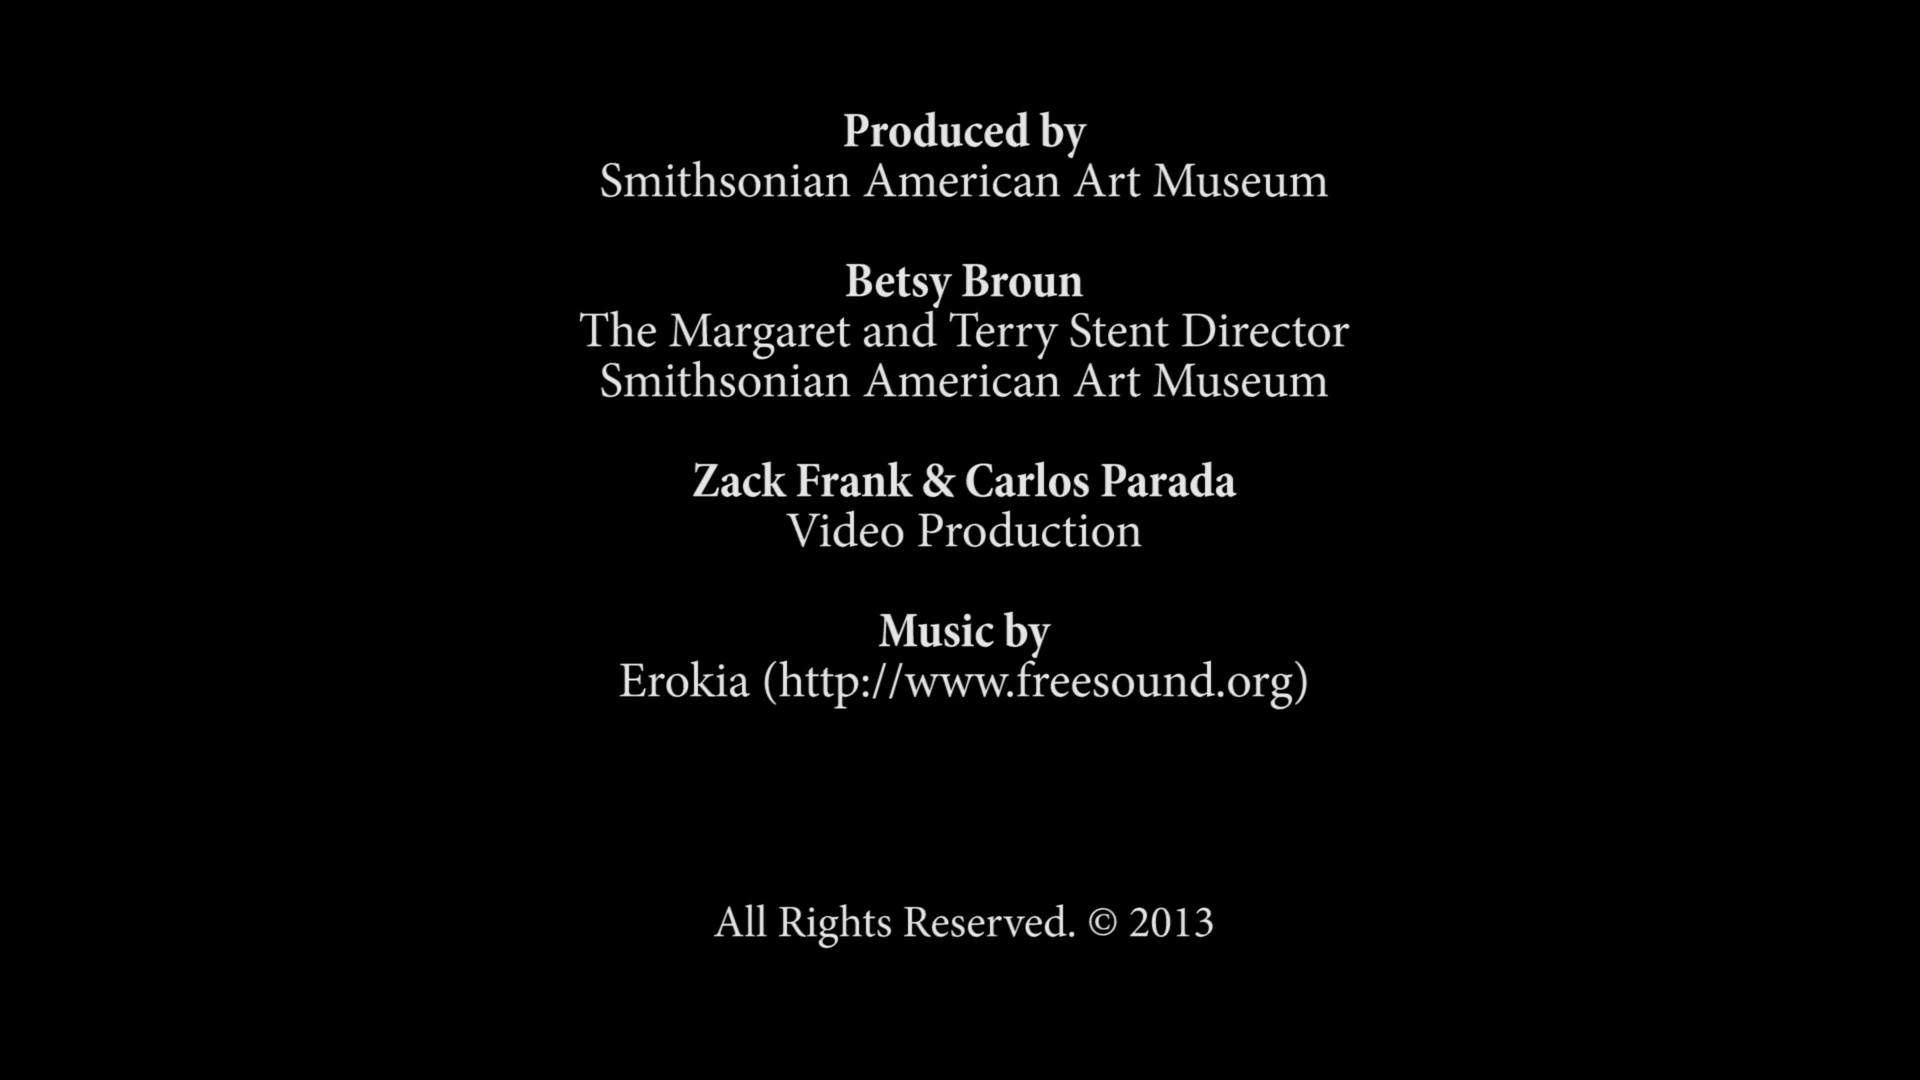 Produced by
Smithsonian American Art Museum
Betsy Broun
The Margaret and Terry Stent Director
Smithsonian American Art Museum
Zack Frank & Carlos Parada
Video Production
Music by
Erokia (http://www.freesound.org)
All Rights Reserved. © 2013